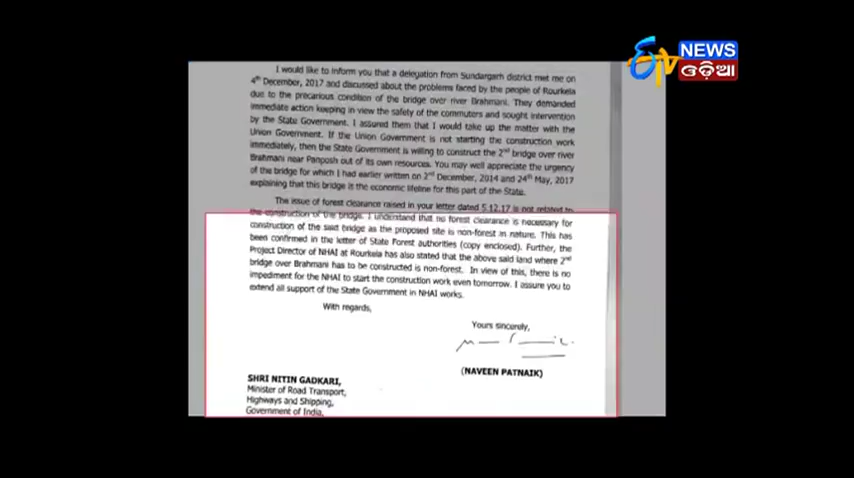 ETV NEWS
ଓଡ଼ିଆ
I would like to inform you that a delegation from Sundargarh district met me on
4th December, 2017 and discussed about the problems faced by the people of Rourkela
due to the precarious condition of the bridge over river Brahmani. They demanded
immediate action keeping in view the safety of the commuters and sought intervention
by the State Government. I assured them that I would take up the matter with the
Union Government. If the Union Government is not starting the construction work
immediately, then the State Government is willing to construct the 2nd bridge over river
Brahmani near Panposh out of its own resources. You may well appreciate the urgency
of the bridge for which I had earlier written on 2nd December, 2014 and 24th May, 2017
explaining that this bridge is the economic lifeline for this part of the State.
The issue of forest clearance raised in your letter dated 5.12.17 is not related to
the construction of the bridge. I understand that no forest clearance is necessary for
construction of the said bridge as the proposed site is non-forest in nature. This has
been confirmed in the letter of State Forest authorities (copy enclosed). Further, the
Project Director of NHAI at Rourkela has also stated that the above said land where 2nd
bridge over Brahmani has to be constructed is non-forest. In view of this, there is no
impediment for the NHAI to start the construction work even tomorrow. I assure you to
extend all support of the State Government in NHAI works.
With regards,
Yours sincerely,
(NAVEEN PATNAIK)
SHRI NITIN GADKARI,
Minister of Road Transport,
Highways and Shipping,
Government of India,